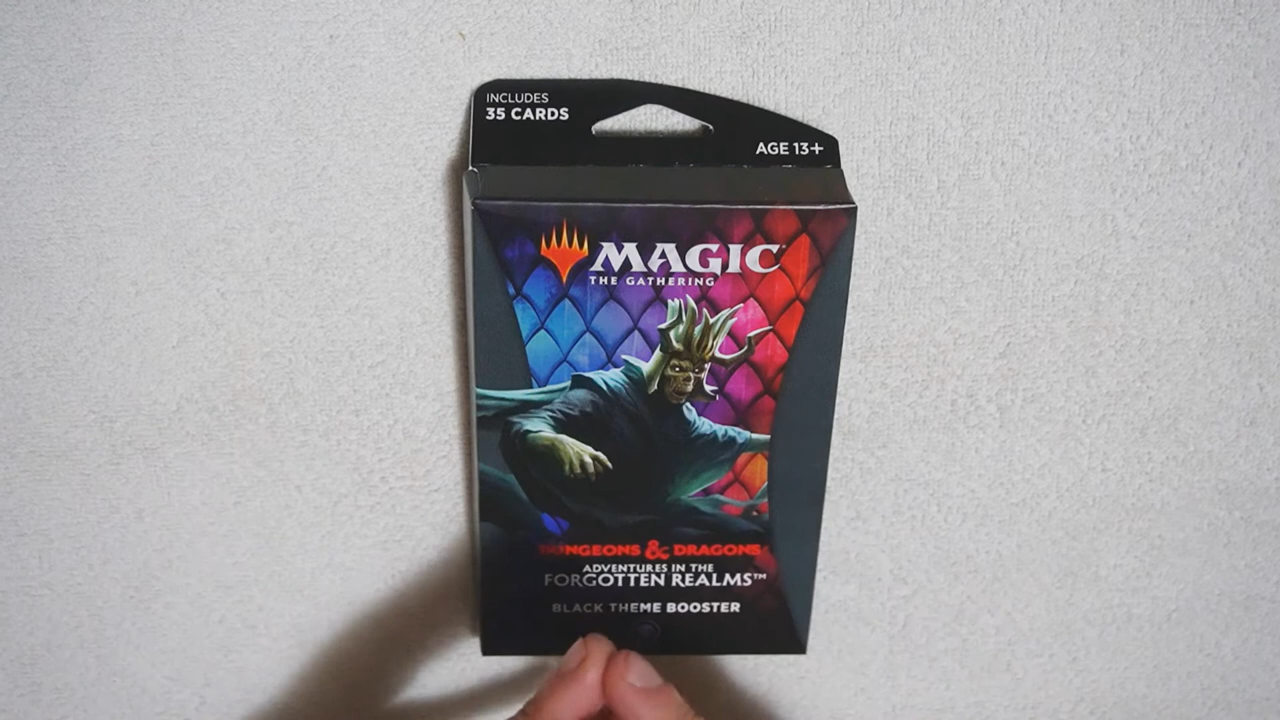 INCLUDES
35 CARDS
AGE 13+
MAGIC
THE GATHERING
DUNGEONS & DRAGONS
ADVENTURES IN THE
FORGOTTEN REALMS™
BLACK THEME BOOSTER